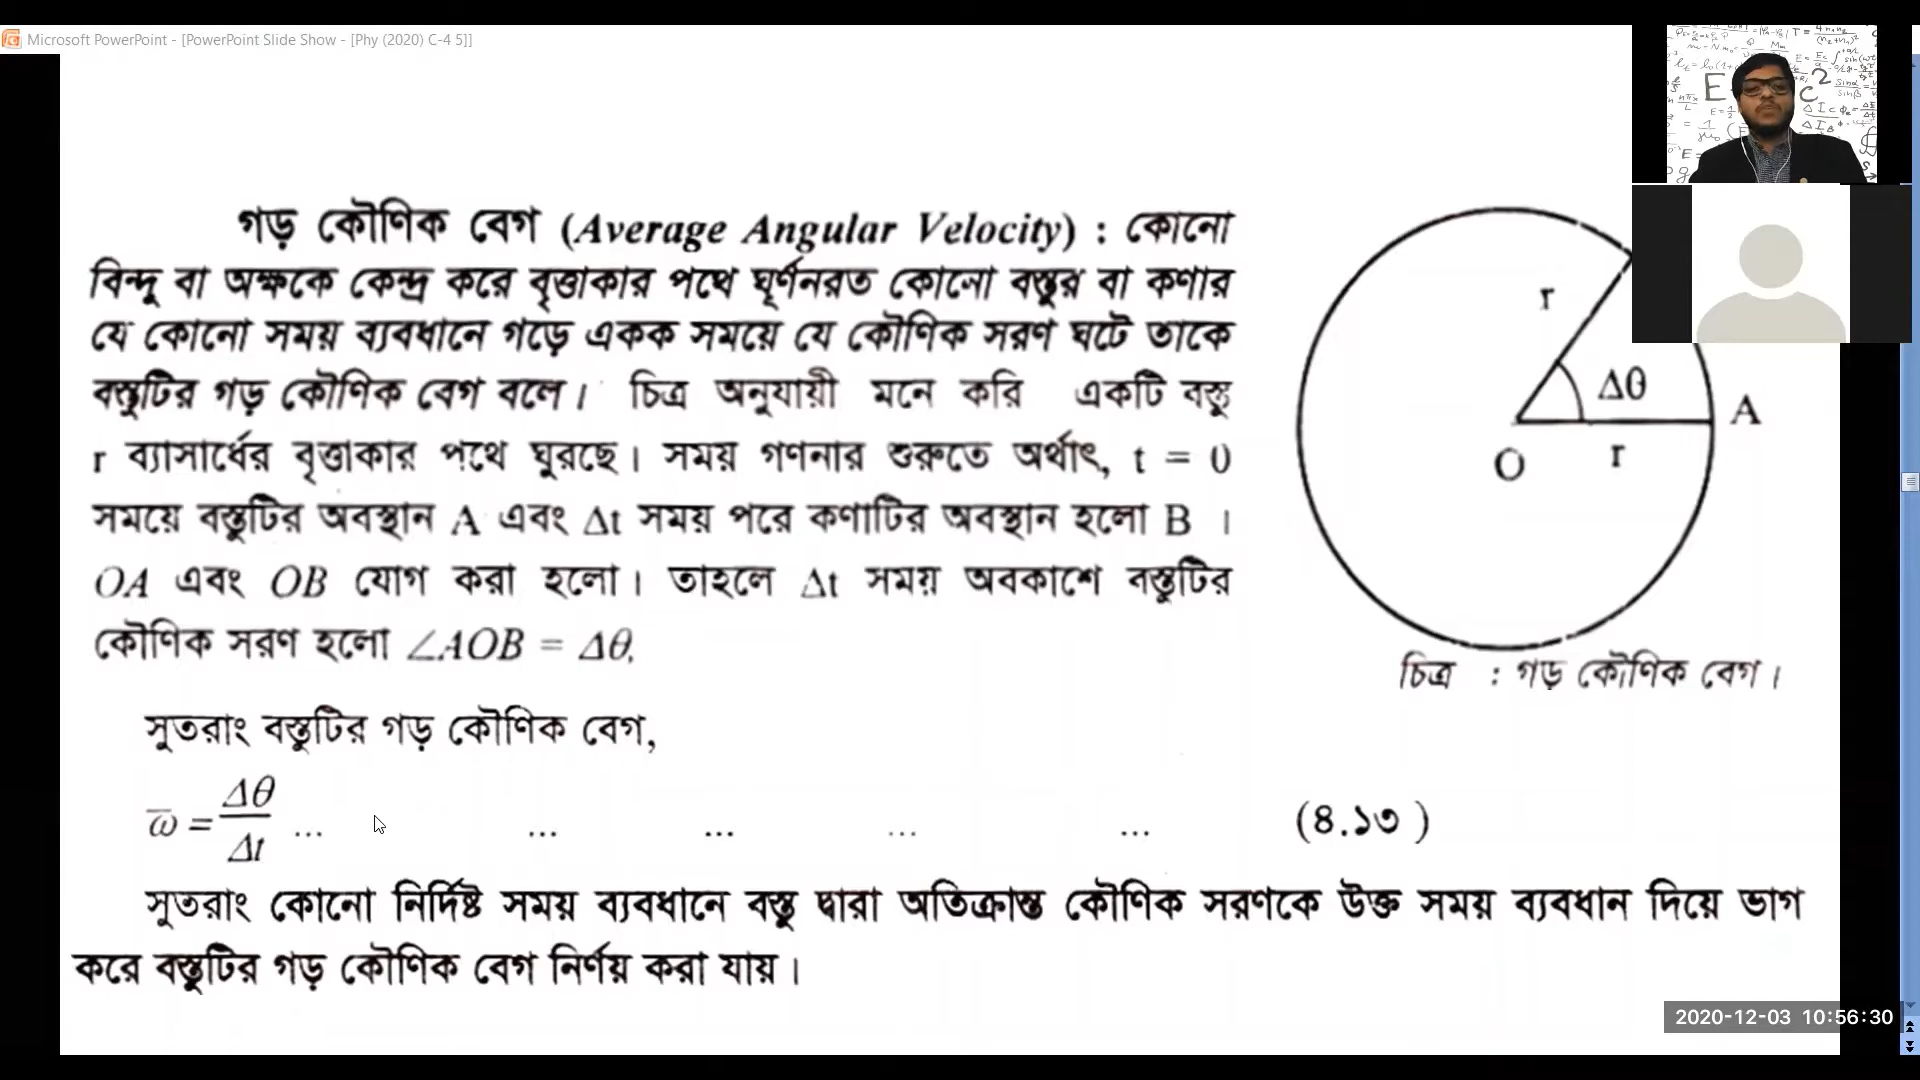 Microsoft PowerPoint - [PowerPoint Slide Show - [Phy (2020) C-4 5]]
গড় কৌণিক বেগ (Average Angular Velocity) : কোনো
বিন্দু বা অক্ষকে কেন্দ্র করে বৃত্তাকার পথে ঘূর্ণনরত কোনো বস্তুর বা কণার
যে কোনো সময় ব্যবধানে গড়ে একক সময়ে যে কৌণিক সরণ ঘটে তাকে
বস্তুটির গড় কৌণিক বেগ বলে। চিত্র অনুযায়ী মনে করি একটি বস্তু
r ব্যাসার্ধের বৃত্তাকার পথে ঘুরছে। সময় গণনার শুরুতে অর্থাৎ, t = 0
সময়ে বস্তুটির অবস্থান A এবং Δt সময় পরে কণাটির অবস্থান হলো B ।
OA এবং OB যোগ করা হলো। তাহলে Δt সময় অবকাশে বস্তুটির
কৌণিক সরণ হলো ∠AOB = Δθ,
r
Δθ
A
O
r
চিত্র : গড় কৌণিক বেগ।
সুতরাং বস্তুটির গড় কৌণিক বেগ,
ω̅ = Δθ/Δt ... ... ... ... ... (৪.১৩ )
সুতরাং কোনো নির্দিষ্ট সময় ব্যবধানে বস্তু দ্বারা অতিক্রান্ত কৌণিক সরণকে উক্ত সময় ব্যবধান দিয়ে ভাগ
করে বস্তুটির গড় কৌণিক বেগ নির্ণয় করা যায়।
2020-12-03 10:56:30